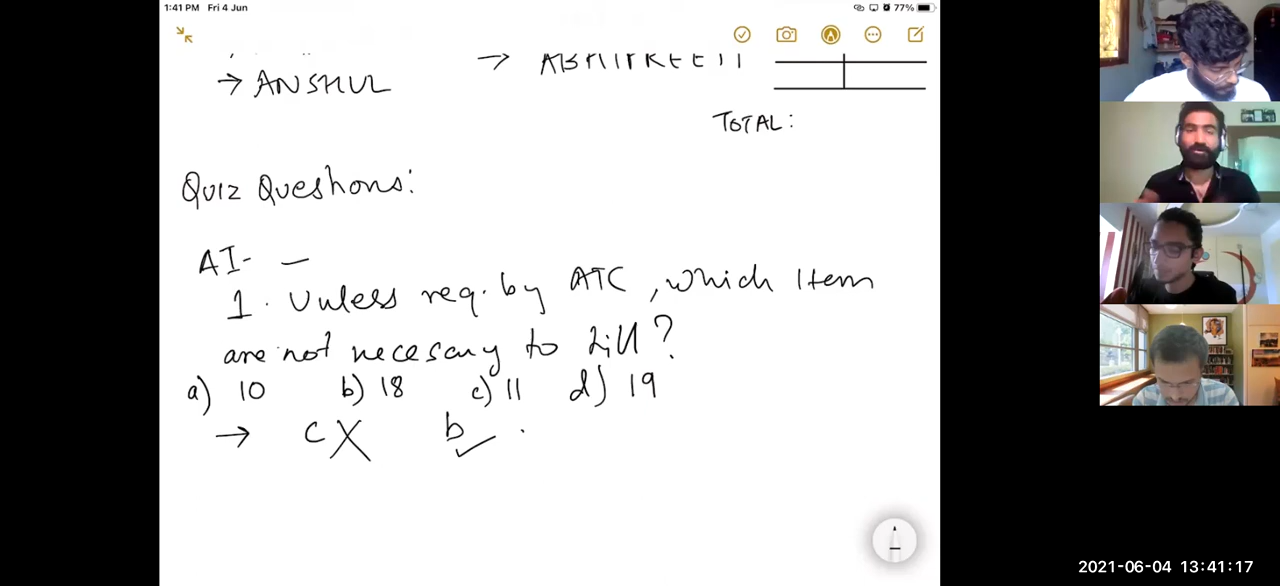 1:41 PM Fri 4 Jun
77%
→ ANSHUL
→
TOTAL:
Quiz Questions:
AI- —
1. Unless req. by ATC, which Item
are not necesary to fill?
a) 10 b) 18 c) 11 d) 19
→ c X b ✓ .
2021-06-04 13:41:17